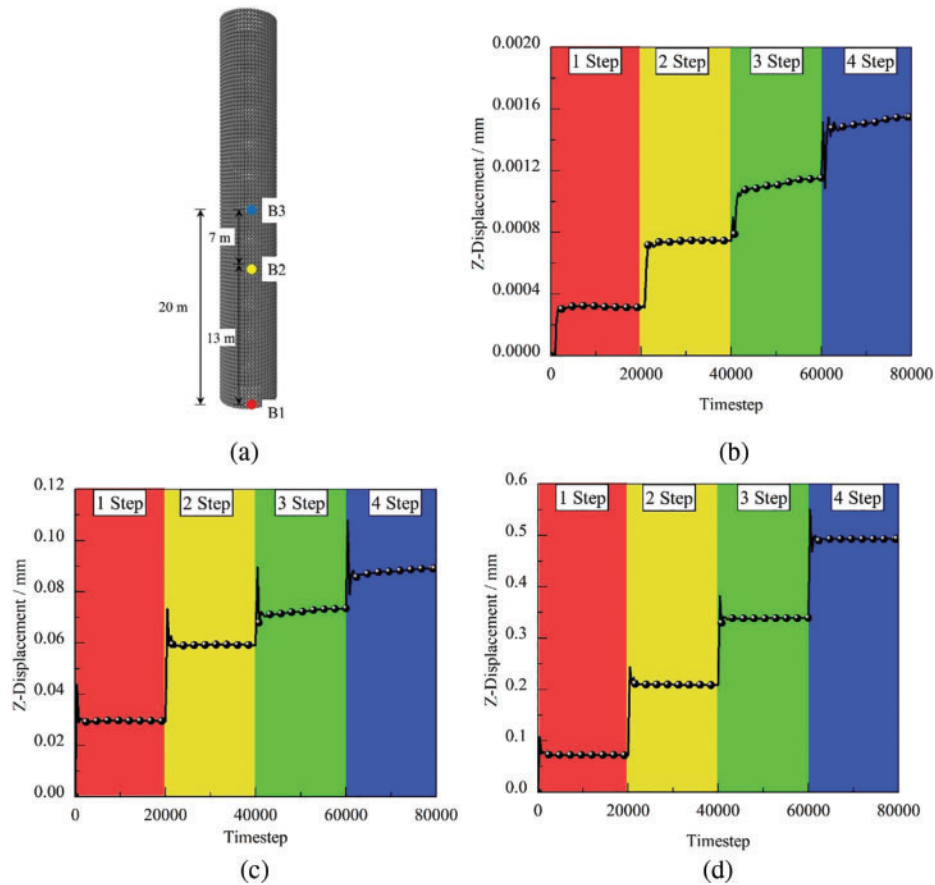 B3
7 m
B2
20 m
13 m
B1
(a)
0.0020
0.0016
0.0012
0.0008
0.0004
0.0000
Z-Displacement / mm
1 Step
2 Step
3 Step
4 Step
0
20000
40000
60000
80000
Timestep
(b)
0.12
0.10
0.08
0.06
0.04
0.02
0.00
Z-Displacement / mm
1 Step
2 Step
3 Step
4 Step
0
20000
40000
60000
80000
Timestep
(c)
0.6
0.5
0.4
0.3
0.2
0.1
0.0
Z-Displacement / mm
1 Step
2 Step
3 Step
4 Step
0
20000
40000
60000
80000
Timestep
(d)